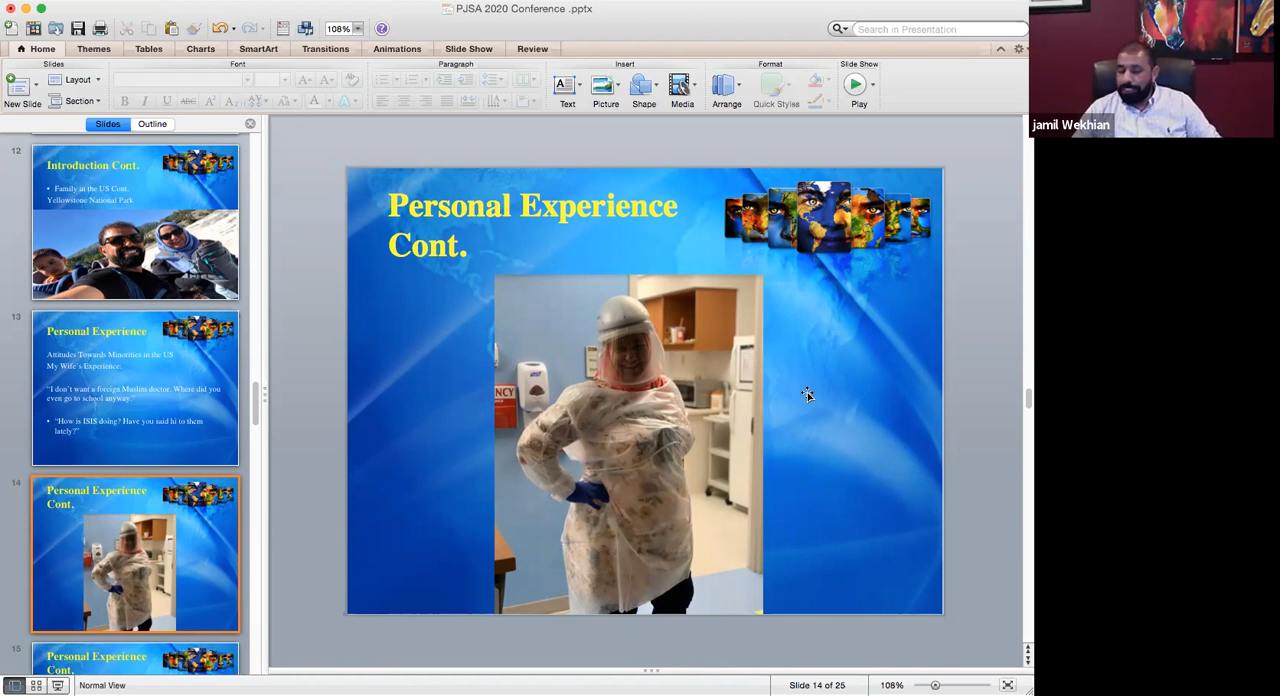 PJSA 2020 Conference .pptx
108%
Search in Presentation
Home Themes Tables Charts SmartArt Transitions Animations Slide Show Review
Slides Font Paragraph Insert Format Slide Show
New Slide
Layout
Section
B I U ABC
Text Picture Shape Media Arrange Quick Styles Play
Slides Outline
12
Introduction Cont.
• Family in the US Cont.
Yellowstone National Park
13
Personal Experience
Attitudes Towards Minorities in the US
My Wife's Experience.
"I don't want a foreign Muslim doctor. Where did you
even go to school anyway."
• "How is ISIS doing? Have you said hi to them
lately?"
14
Personal Experience
Cont.
15
Personal Experience
Cont.
Personal Experience
Cont.
NCY
jamil Wekhian
Normal View
Slide 14 of 25
108%